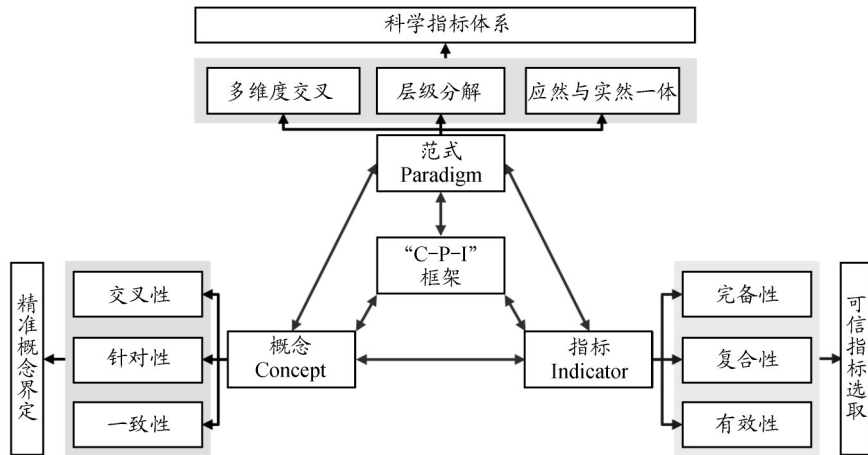 科学指标体系
多维度交叉
层级分解
应然与实然一体
范式
Paradigm
“C-P-I”
框架
精准概念界定
交叉性
针对性
一致性
概念
Concept
指标
Indicator
完备性
复合性
有效性
可信指标选取